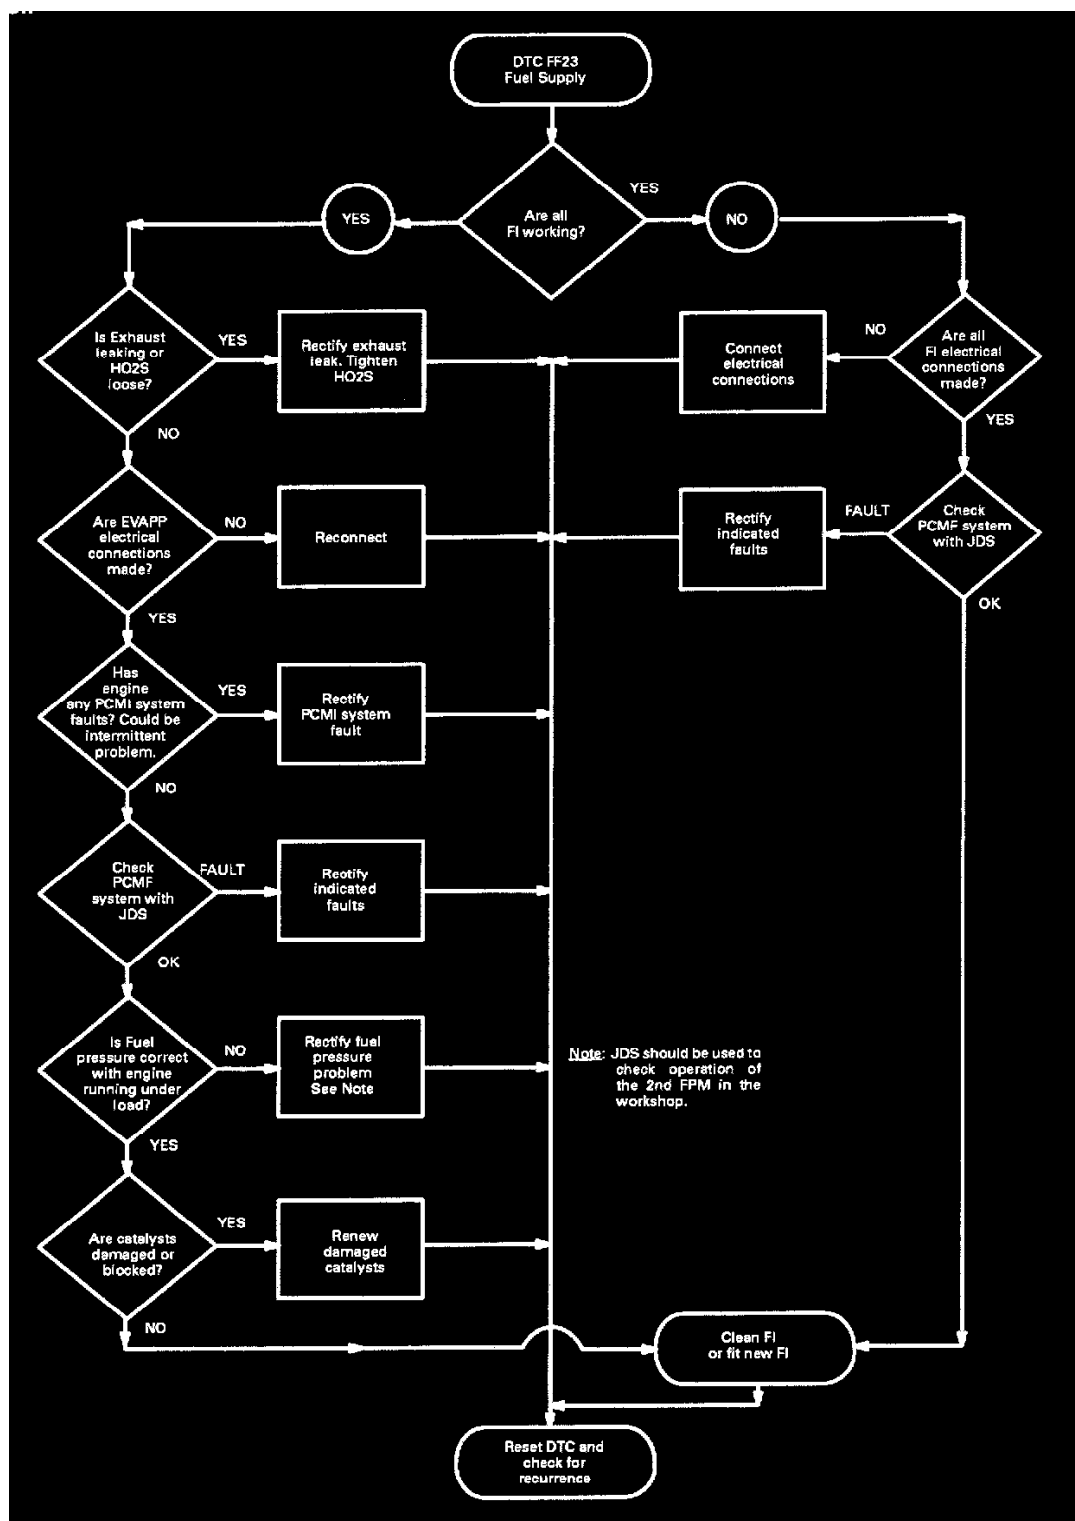 DTC FF23
Fuel Supply
YES
YES
Are all
FI working?
NO
Is Exhaust
leaking or
HO2S
loose?
YES
Rectify exhaust
leak. Tighten
HO2S
Connect
electrical
connections
NO
Are all
FI electrical
connections
made?
NO
YES
Are EVAPP
electrical
connections
made?
NO
Reconnect
Rectify
indicated
faults
FAULT
Check
PCMF system
with JDS
YES
OK
Has
engine
any PCMI system
faults? Could be
intermittent
problem.
YES
Rectify
PCMI system
fault
NO
Check
PCMF
system with
JDS
FAULT
Rectify
indicated
faults
OK
Is Fuel
pressure correct
with engine
running under
load?
NO
Rectify fuel
pressure
problem
See Note
Note: JDS should be used to
check operation of
the 2nd FPM in the
workshop.
YES
Are catalysts
damaged or
blocked?
YES
Renew
damaged
catalysts
NO
Clean FI
or fit new FI
Reset DTC and
check for
recurrence